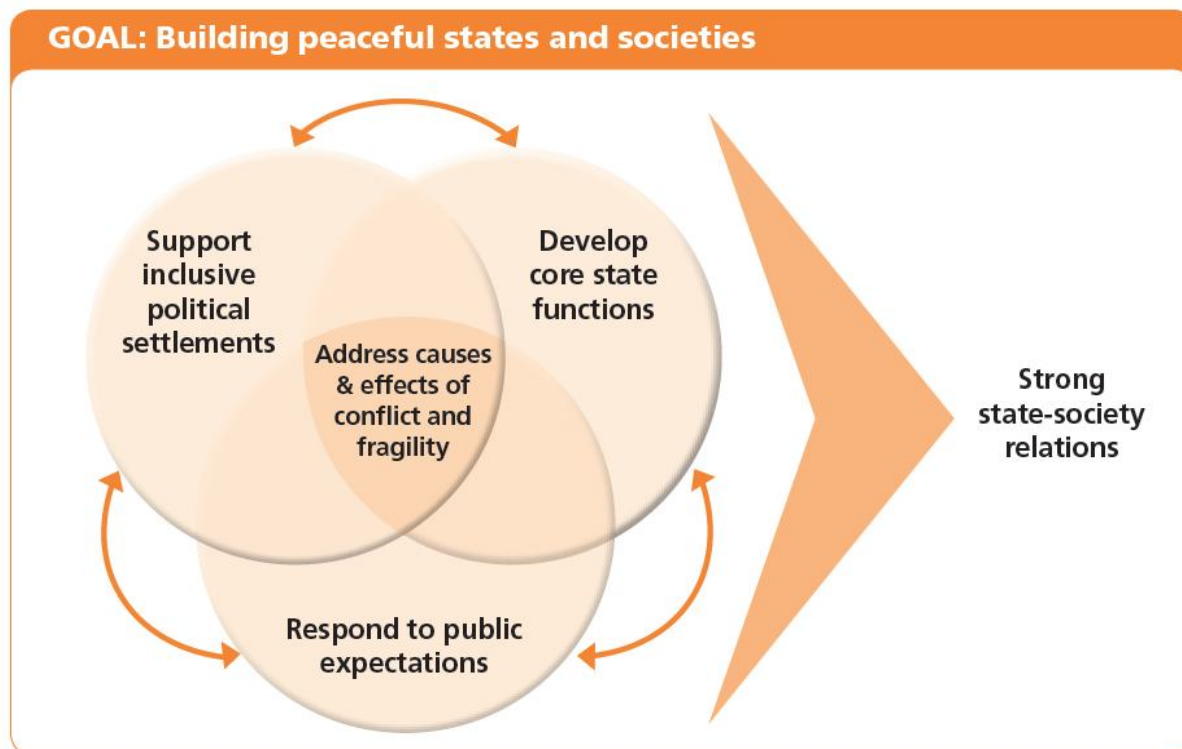 GOAL: Building peaceful states and societies
Support
inclusive
political
settlements
Develop
core state
functions
Address causes
& effects of
conflict and
fragility
Respond to public
expectations
Strong
state-society
relations